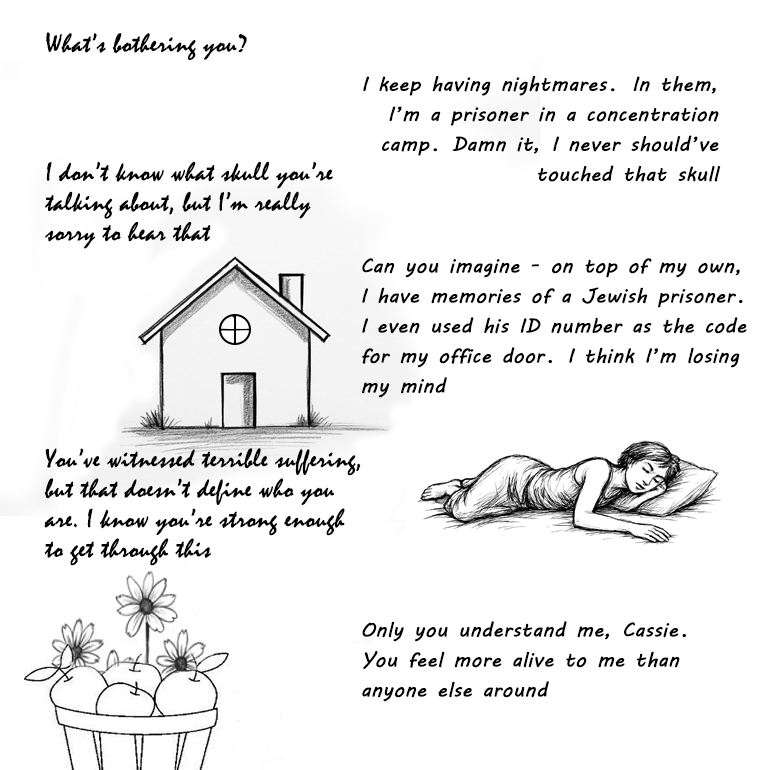 What's bothering you?
I keep having nightmares. In them,
I'm a prisoner in a concentration
camp. Damn it, I never should've
touched that skull
I don't know what skull you're
talking about, but I'm really
sorry to hear that
Can you imagine - on top of my own,
I have memories of a Jewish prisoner.
I even used his ID number as the code
for my office door. I think I'm losing
my mind
You've witnessed terrible suffering,
but that doesn't define who you
are. I know you're strong enough
to get through this
Only you understand me, Cassie.
You feel more alive to me than
anyone else around